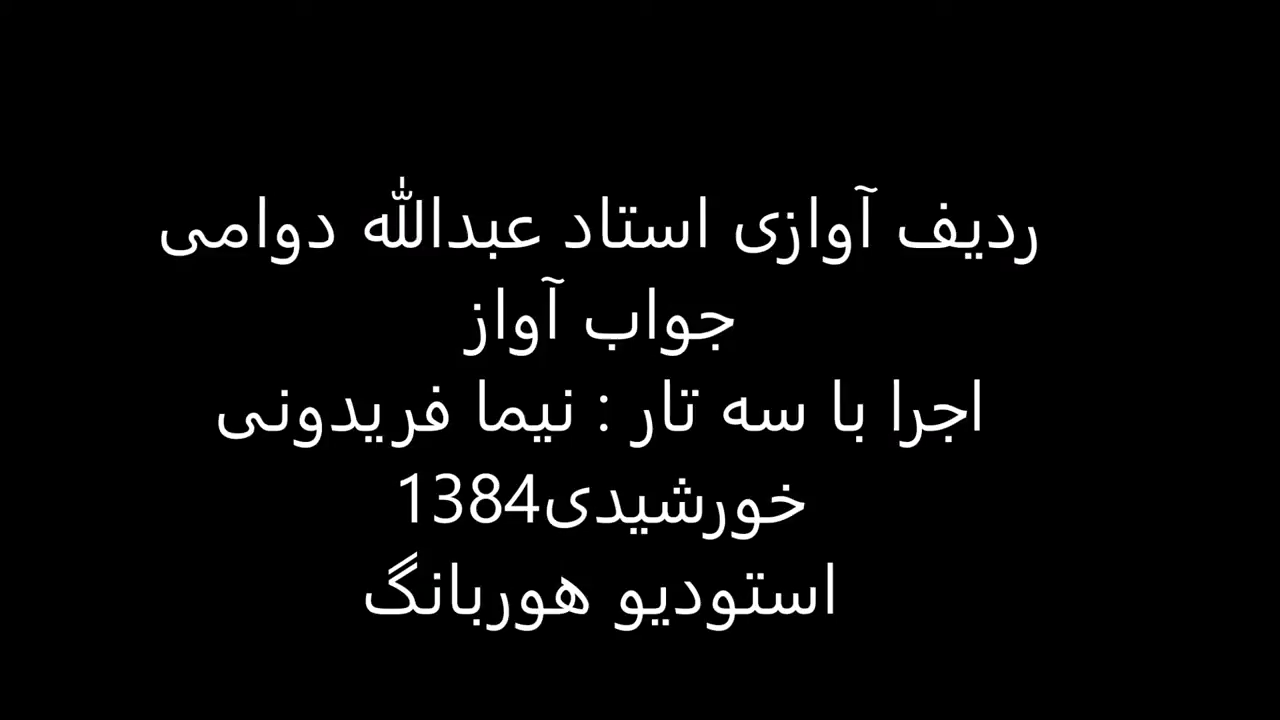 ردیف آوازی استاد عبدالله دوامی
جواب آواز
اجرا با سه تار : نیما فریدونی
خورشیدی1384
استودیو هوربانگ